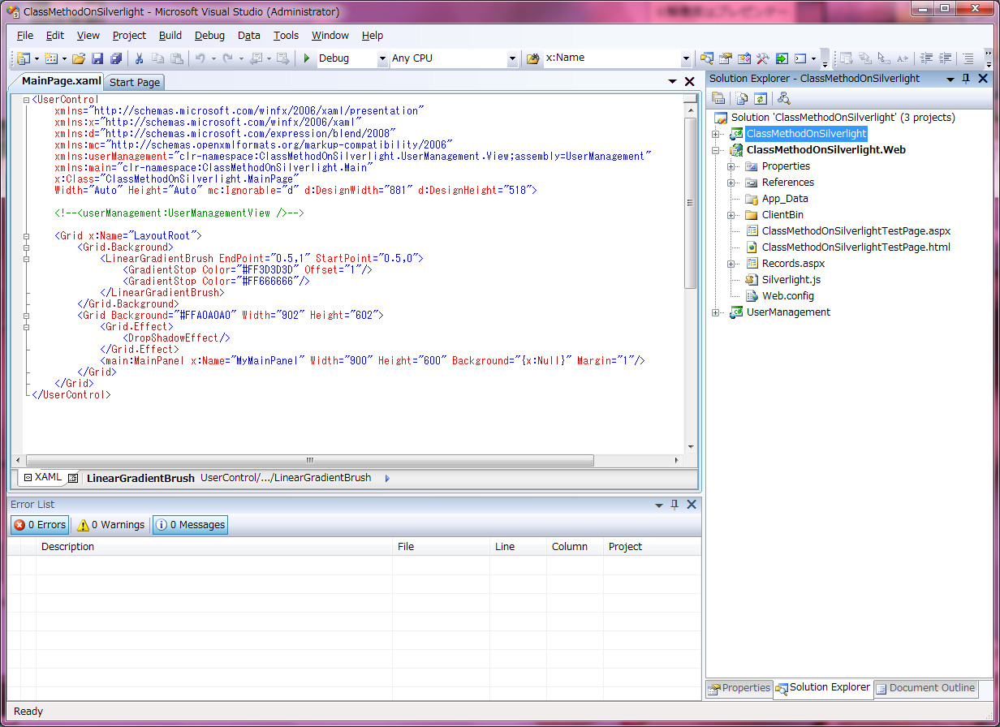 ClassMethodOnSilverlight - Microsoft Visual Studio (Administrator)
File Edit View Project Build Debug Data Tools Window Help
Debug Any CPU x:Name
MainPage.xaml Start Page
<UserControl
xmlns="http://schemas.microsoft.com/winfx/2006/xaml/presentation"
xmlns:x="http://schemas.microsoft.com/winfx/2006/xaml"
xmlns:d="http://schemas.microsoft.com/expression/blend/2008"
xmlns:mc="http://schemas.openxmlformats.org/markup-compatibility/2006"
xmlns:userManagement="clr-namespace:ClassMethodOnSilverlight.UserManagement.View;assembly=UserManagement"
xmlns:main="clr-namespace:ClassMethodOnSilverlight.Main"
x:Class="ClassMethodOnSilverlight.MainPage"
Width="Auto" Height="Auto" mc:Ignorable="d" d:DesignWidth="881" d:DesignHeight="518">
<!--<userManagement:UserManagementView />-->
<Grid x:Name="LayoutRoot">
<Grid.Background>
<LinearGradientBrush EndPoint="0.5,1" StartPoint="0.5,0">
<GradientStop Color="#FF3D3D3D" Offset="1"/>
<GradientStop Color="#FF666666"/>
</LinearGradientBrush>
</Grid.Background>
<Grid Background="#FFA0A0A0" Width="902" Height="602">
<Grid.Effect>
<DropShadowEffect/>
</Grid.Effect>
<main:MainPanel x:Name="MyMainPanel" Width="900" Height="600" Background="{x:Null}" Margin="1"/>
</Grid>
</Grid>
</UserControl>
XAML LinearGradientBrush UserControl/.../LinearGradientBrush
Error List
0 Errors 0 Warnings 0 Messages
Description File Line Column Project
Solution Explorer - ClassMethodOnSilverlight
Solution 'ClassMethodOnSilverlight' (3 projects)
ClassMethodOnSilverlight
ClassMethodOnSilverlight.Web
Properties
References
App_Data
ClientBin
ClassMethodOnSilverlightTestPage.aspx
ClassMethodOnSilverlightTestPage.html
Records.aspx
Silverlight.js
Web.config
UserManagement
Properties Solution Explorer Document Outline
Ready